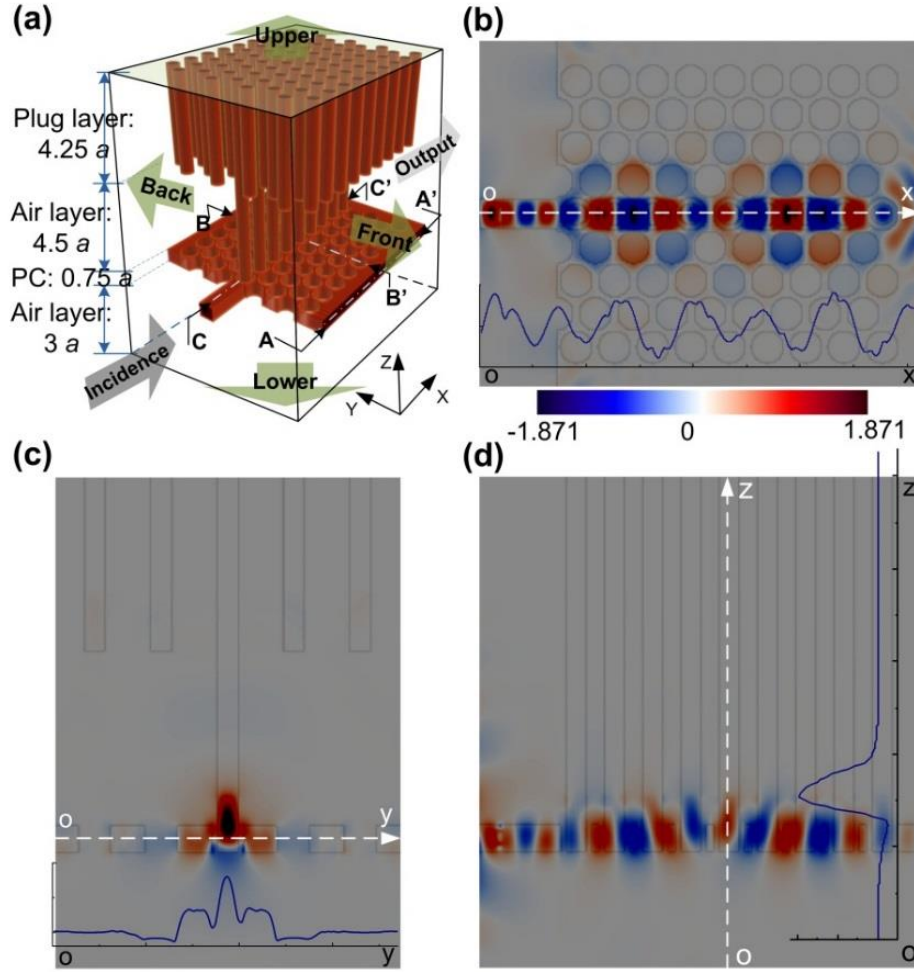 (a)
Upper
Plug layer:
4.25 a
Output
C'
A'
Back
B
Air layer:
4.5 a
Front
PC: 0.75 a
B'
Air layer:
3 a
C
A
Incidence
Lower
Z
Y
X
(b)
o
x
o
x
-1.871
0
1.871
(c)
o
y
o
y
(d)
z
z
o
o